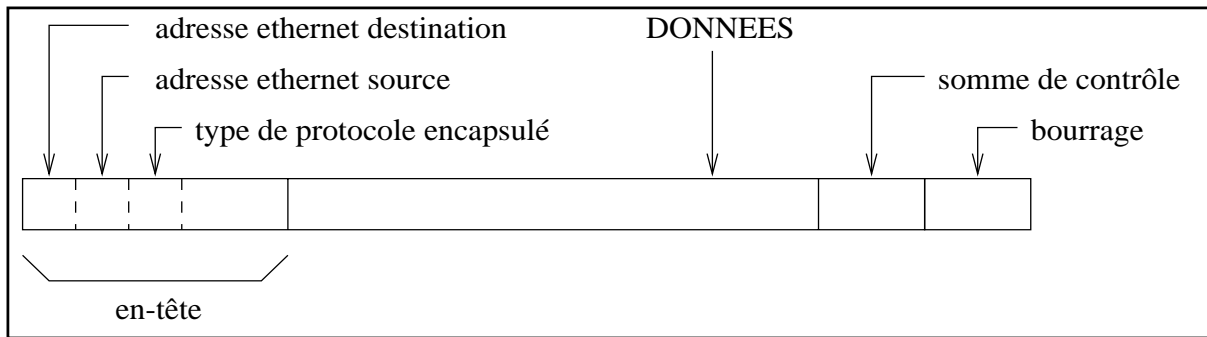 adresse ethernet destination
DONNEES
adresse ethernet source
somme de contrôle
type de protocole encapsulé
bourrage
en-tête